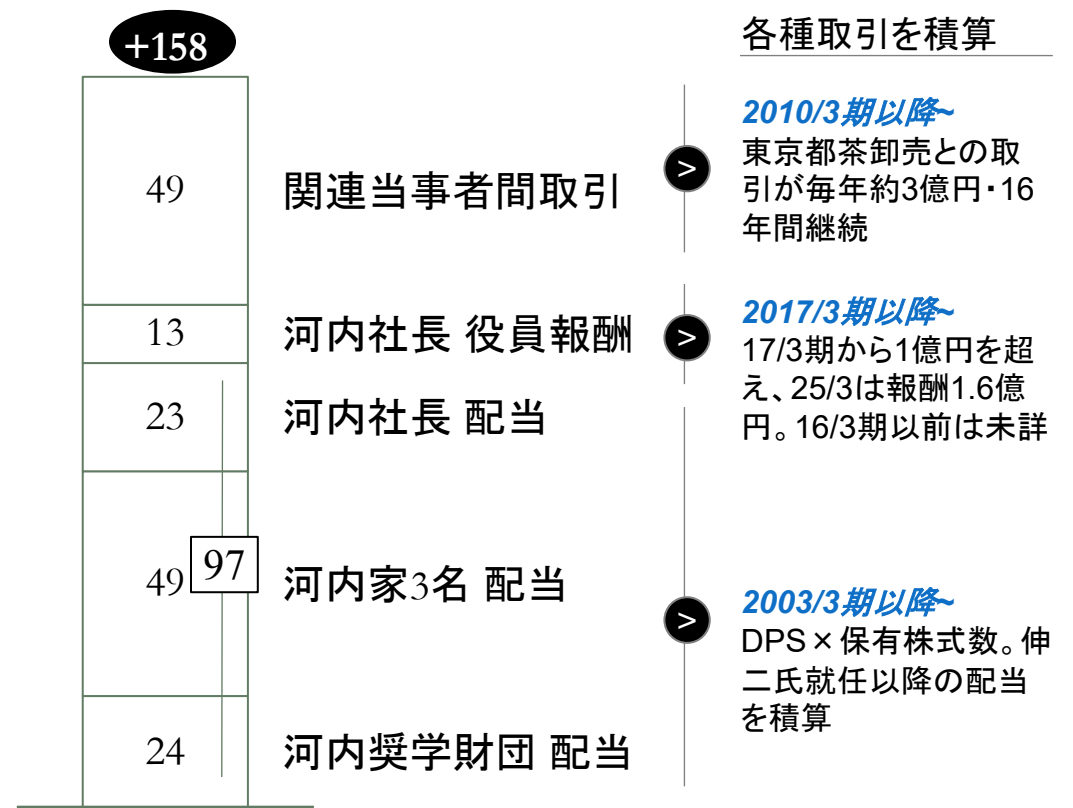 +158
49
13
23
49
97
24
関連当事者間取引
河内社長 役員報酬
河内社長 配当
河内家3名 配当
河内奨学財団 配当
>
>
>
各種取引を積算
2010/3期以降~
東京都茶卸売との取
引が毎年約3億円・16
年間継続
2017/3期以降~
17/3期から1億円を超
え、25/3は報酬1.6億
円。16/3期以前は未詳
2003/3期以降~
DPS×保有株式数。伸
二氏就任以降の配当
を積算